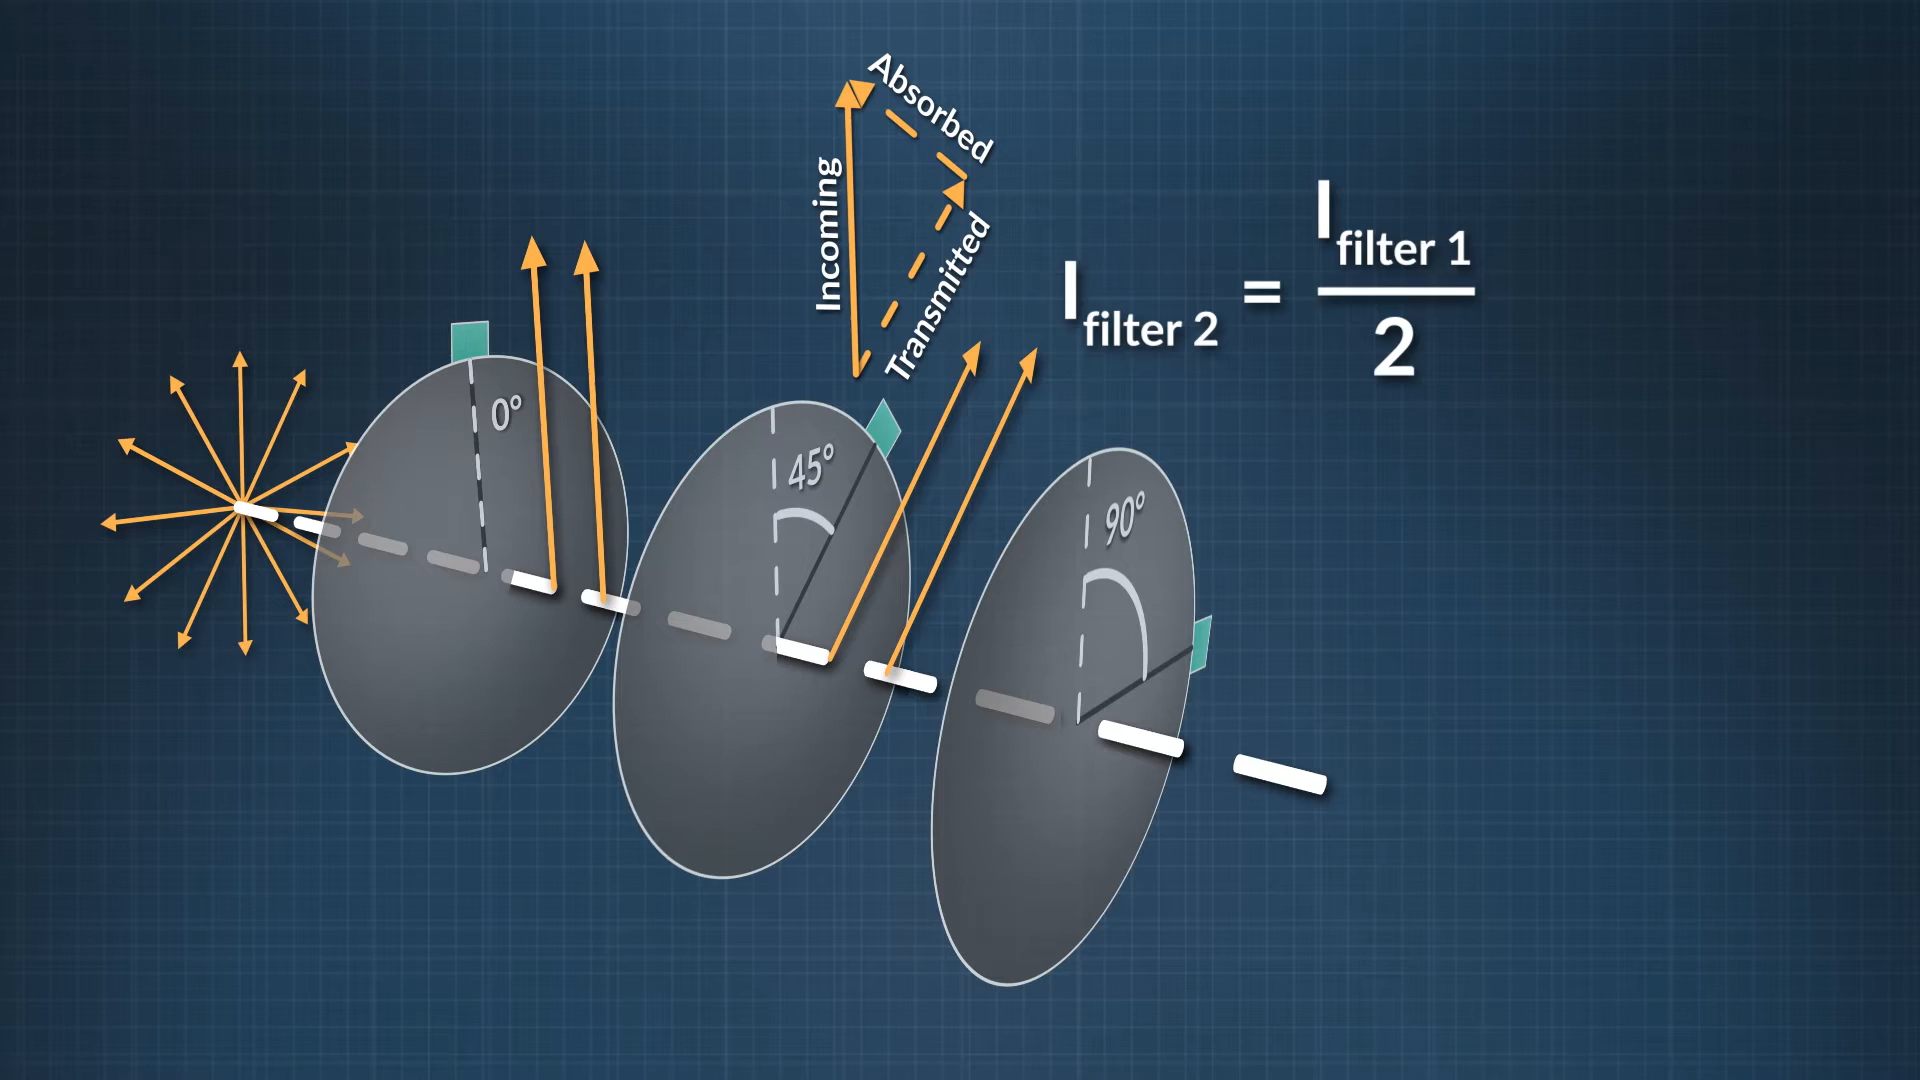 0°
45°
90°
Incoming
Absorbed
Transmitted
I filter 2 = I filter 1 / 2